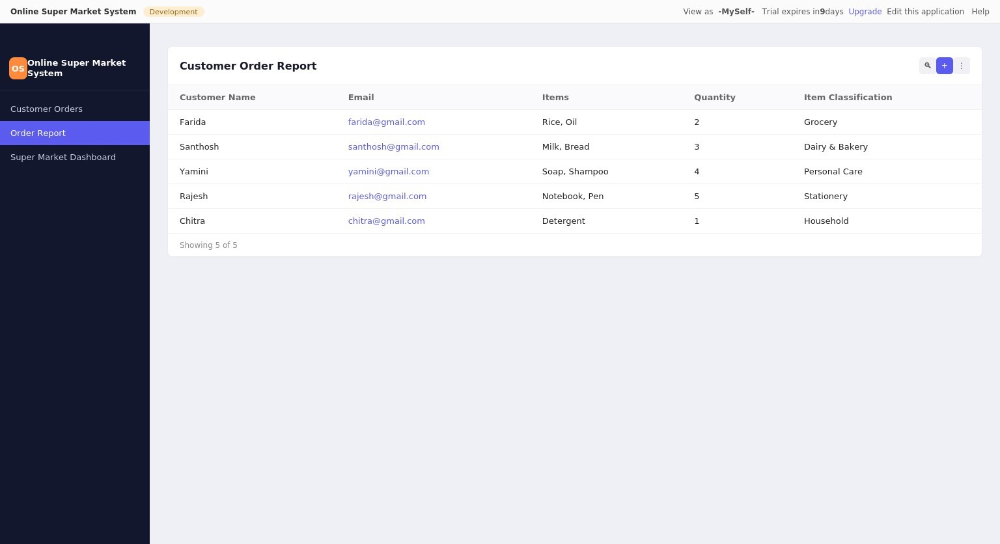 Online Super Market System Development View as -MySelf- Trial expires in9days Upgrade Edit this application Help
OS Online Super Market
System
Customer Orders
Order Report
Super Market Dashboard
Customer Order Report + ⋮
Customer Name Email Items Quantity Item Classification
Farida farida@gmail.com Rice, Oil 2 Grocery
Santhosh santhosh@gmail.com Milk, Bread 3 Dairy & Bakery
Yamini yamini@gmail.com Soap, Shampoo 4 Personal Care
Rajesh rajesh@gmail.com Notebook, Pen 5 Stationery
Chitra chitra@gmail.com Detergent 1 Household
Showing 5 of 5